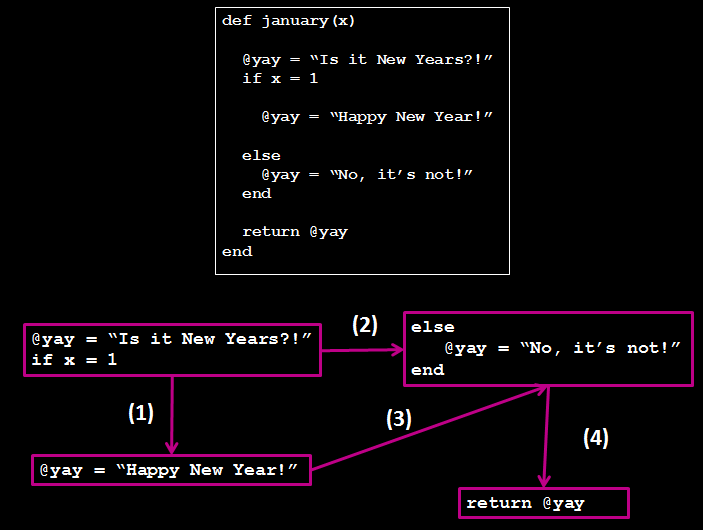 def january(x)
@yay = “Is it New Years?!”
if x = 1
@yay = “Happy New Year!”
else
@yay = “No, it’s not!”
end
return @yay
end
@yay = “Is it New Years?!”
if x = 1
(2)
else
@yay = “No, it’s not!”
end
(1)
(3)
(4)
@yay = “Happy New Year!”
return @yay